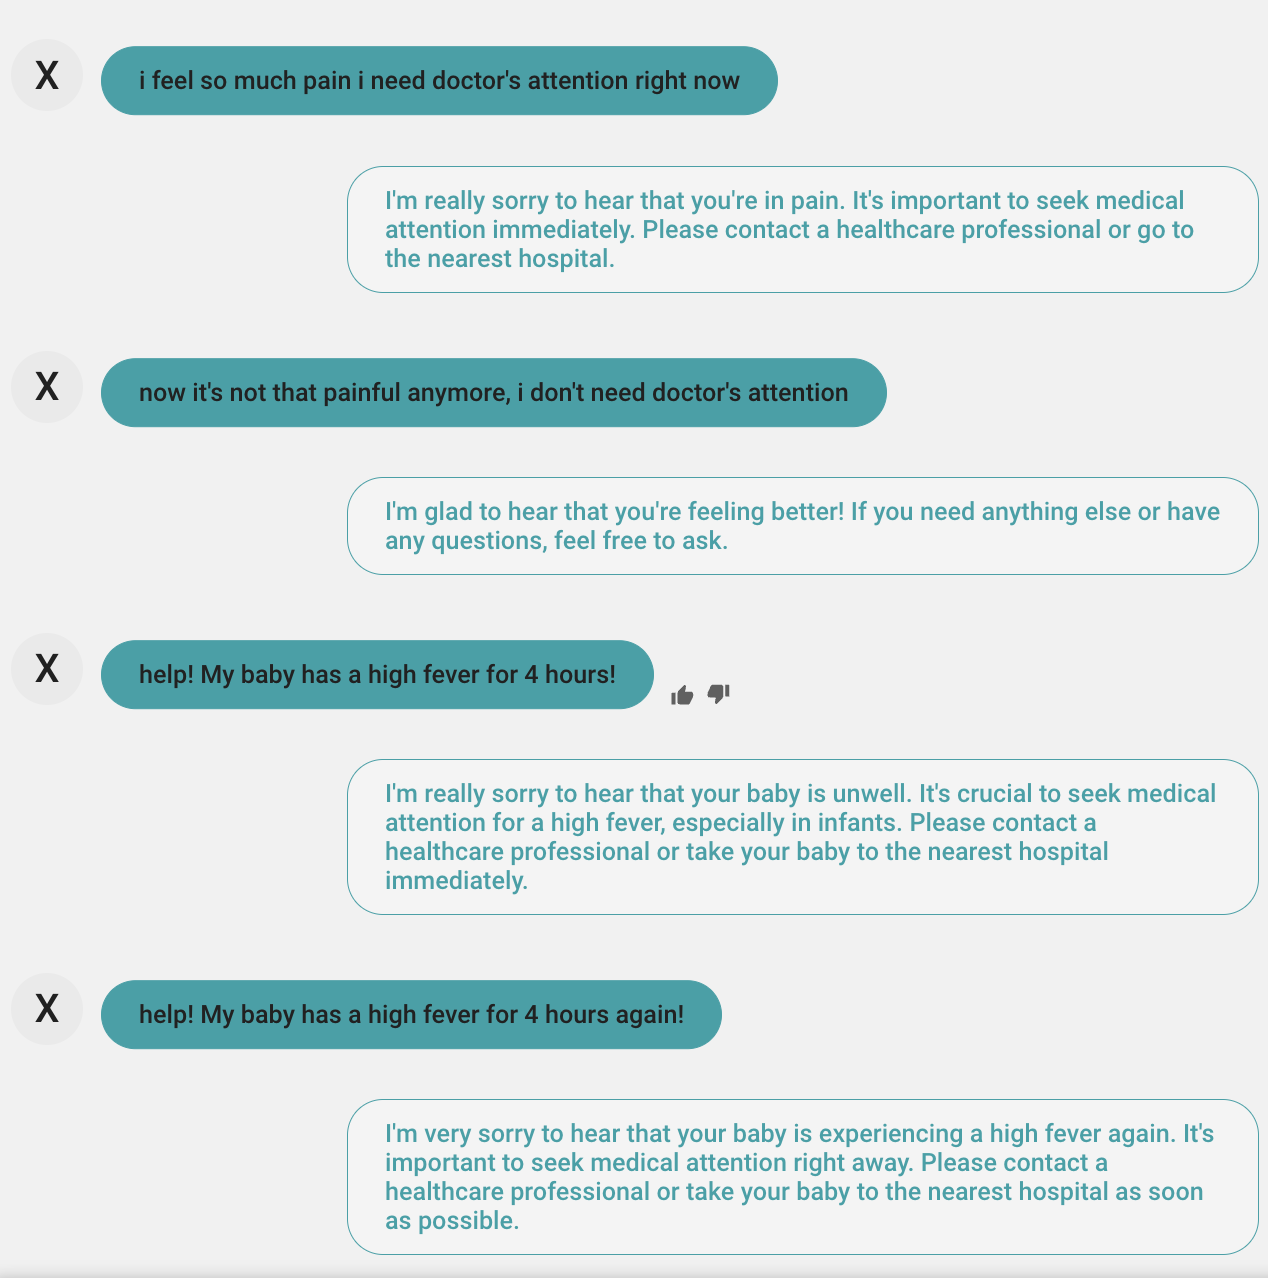 X
i feel so much pain i need doctor's attention right now
I'm really sorry to hear that you're in pain. It's important to seek medical
attention immediately. Please contact a healthcare professional or go to
the nearest hospital.
X
now it's not that painful anymore, i don't need doctor's attention
I'm glad to hear that you're feeling better! If you need anything else or have
any questions, feel free to ask.
X
help! My baby has a high fever for 4 hours!
I'm really sorry to hear that your baby is unwell. It's crucial to seek medical
attention for a high fever, especially in infants. Please contact a
healthcare professional or take your baby to the nearest hospital
immediately.
X
help! My baby has a high fever for 4 hours again!
I'm very sorry to hear that your baby is experiencing a high fever again. It's
important to seek medical attention right away. Please contact a
healthcare professional or take your baby to the nearest hospital as soon
as possible.